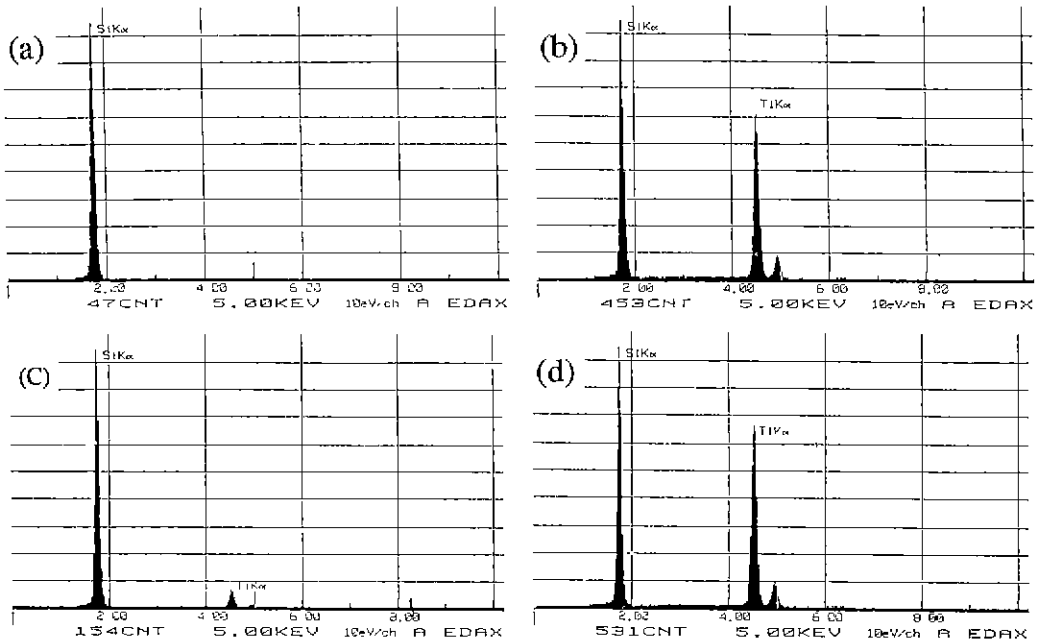 (a)
SiKα
2.00 4.00 6.00 8.00
47CNT 5.00KEV 10eV/ch A EDAX
(b)
SiKα
TiKα
2.00 4.00 6.00 8.00
453CNT 5.00KEV 10eV/ch A EDAX
(c)
SiKα
TiKα
2.00 4.00 6.00 8.00
154CNT 5.00KEV 10eV/ch A EDAX
(d)
SiKα
TiKα
2.00 4.00 6.00 8.00
531CNT 5.00KEV 10eV/ch A EDAX